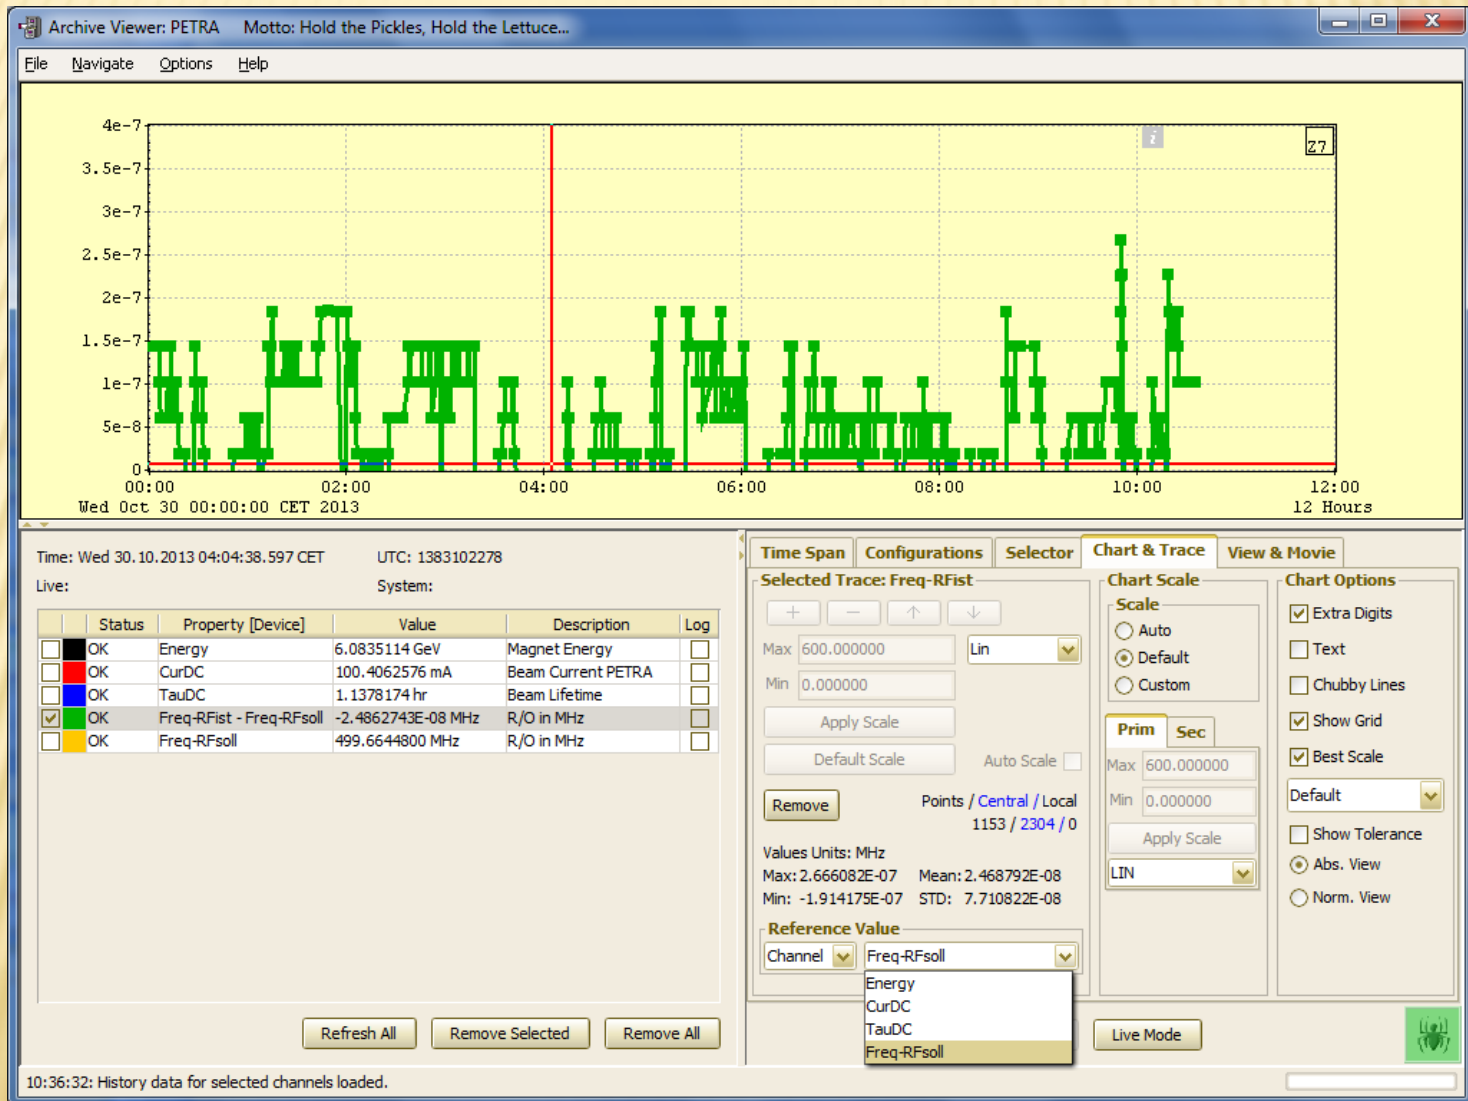 Archive Viewer: PETRA Motto: Hold the Pickles, Hold the Lettuce...
File Navigate Options Help
4e-7
3.5e-7
3e-7
2.5e-7
2e-7
1.5e-7
1e-7
5e-8
0
Z7
i
00:00 02:00 04:00 06:00 08:00 10:00 12:00
Wed Oct 30 00:00:00 CET 2013 12 Hours
Time: Wed 30.10.2013 04:04:38.597 CET UTC: 1383102278
Live: System:
Status Property [Device] Value Description Log
OK Energy 6.0835114 GeV Magnet Energy
OK CurDC 100.4062576 mA Beam Current PETRA
OK TauDC 1.1378174 hr Beam Lifetime
OK Freq-RFist - Freq-RFsoll -2.4862743E-08 MHz R/O in MHz
OK Freq-RFsoll 499.6644800 MHz R/O in MHz
Refresh All Remove Selected Remove All
Time Span Configurations Selector Chart & Trace View & Movie
Selected Trace: Freq-RFist
Max 600.000000 Lin
Min 0.000000
Apply Scale
Default Scale Auto Scale
Remove Points / Central / Local
1153 / 2304 / 0
Values Units: MHz
Max: 2.666082E-07 Mean: 2.468792E-08
Min: -1.914175E-07 STD: 7.710822E-08
Reference Value
Channel Freq-RFsoll
Energy
CurDC
TauDC
Freq-RFsoll
Chart Scale
Scale
Auto
Default
Custom
Prim Sec
Max 600.000000
Min 0.000000
Apply Scale
LIN
Chart Options
Extra Digits
Text
Chubby Lines
Show Grid
Best Scale
Default
Show Tolerance
Abs. View
Norm. View
Live Mode
10:36:32: History data for selected channels loaded.